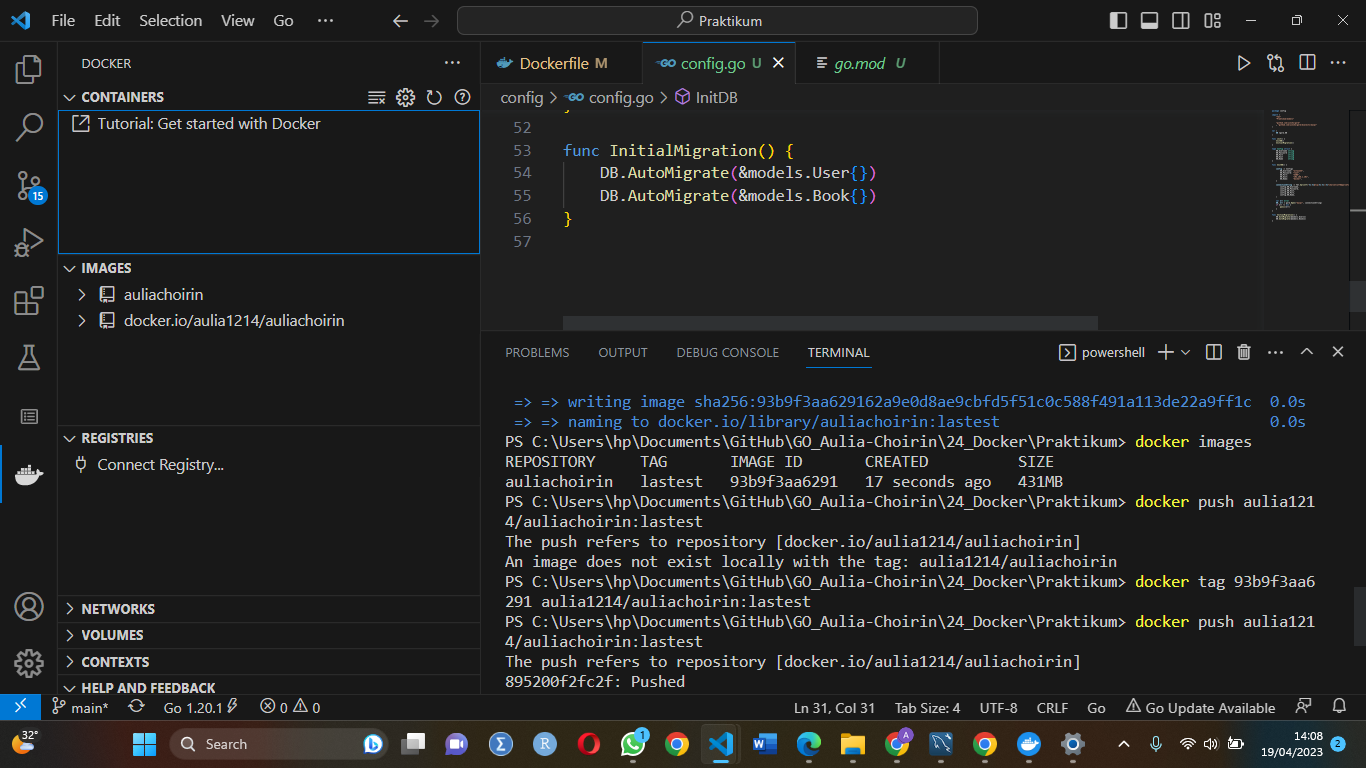 File Edit Selection View Go ··· Praktikum
DOCKER
CONTAINERS
Tutorial: Get started with Docker
15
IMAGES
auliachoirin
docker.io/aulia1214/auliachoirin
REGISTRIES
Connect Registry...
NETWORKS
VOLUMES
CONTEXTS
HELP AND FEEDBACK
Dockerfile M config.go U go.mod U
config > config.go > InitDB
52
53 func InitialMigration() {
54 DB.AutoMigrate(&models.User{})
55 DB.AutoMigrate(&models.Book{})
56 }
57
PROBLEMS OUTPUT DEBUG CONSOLE TERMINAL powershell
=> => writing image sha256:93b9f3aa629162a9e0d8ae9cbfd5f51c0c588f491a113de22a9ff1c 0.0s
=> => naming to docker.io/library/auliachoirin:lastest 0.0s
PS C:\Users\hp\Documents\GitHub\GO_Aulia-Choirin\24_Docker\Praktikum> docker images
REPOSITORY TAG IMAGE ID CREATED SIZE
auliachoirin lastest 93b9f3aa6291 17 seconds ago 431MB
PS C:\Users\hp\Documents\GitHub\GO_Aulia-Choirin\24_Docker\Praktikum> docker push aulia121
4/auliachoirin:lastest
The push refers to repository [docker.io/aulia1214/auliachoirin]
An image does not exist locally with the tag: aulia1214/auliachoirin
PS C:\Users\hp\Documents\GitHub\GO_Aulia-Choirin\24_Docker\Praktikum> docker tag 93b9f3aa6
291 aulia1214/auliachoirin:lastest
PS C:\Users\hp\Documents\GitHub\GO_Aulia-Choirin\24_Docker\Praktikum> docker push aulia121
4/auliachoirin:lastest
The push refers to repository [docker.io/aulia1214/auliachoirin]
895200f2fc2f: Pushed
main* Go 1.20.1 0 0 Ln 31, Col 31 Tab Size: 4 UTF-8 CRLF Go Go Update Available
32° Search 1 A 14:08
19/04/2023 2